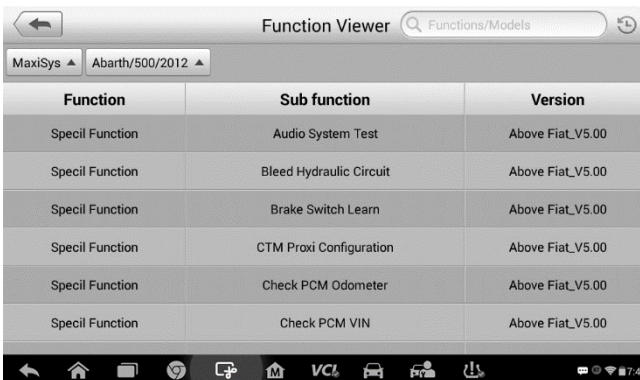 Function Viewer Functions/Models
MaxiSys ▲ Abarth/500/2012 ▲
Function Sub function Version
Specil Function Audio System Test Above Fiat_V5.00
Specil Function Bleed Hydraulic Circuit Above Fiat_V5.00
Specil Function Brake Switch Learn Above Fiat_V5.00
Specil Function CTM Proxi Configuration Above Fiat_V5.00
Specil Function Check PCM Odometer Above Fiat_V5.00
Specil Function Check PCM VIN Above Fiat_V5.00
M VCI 7:4